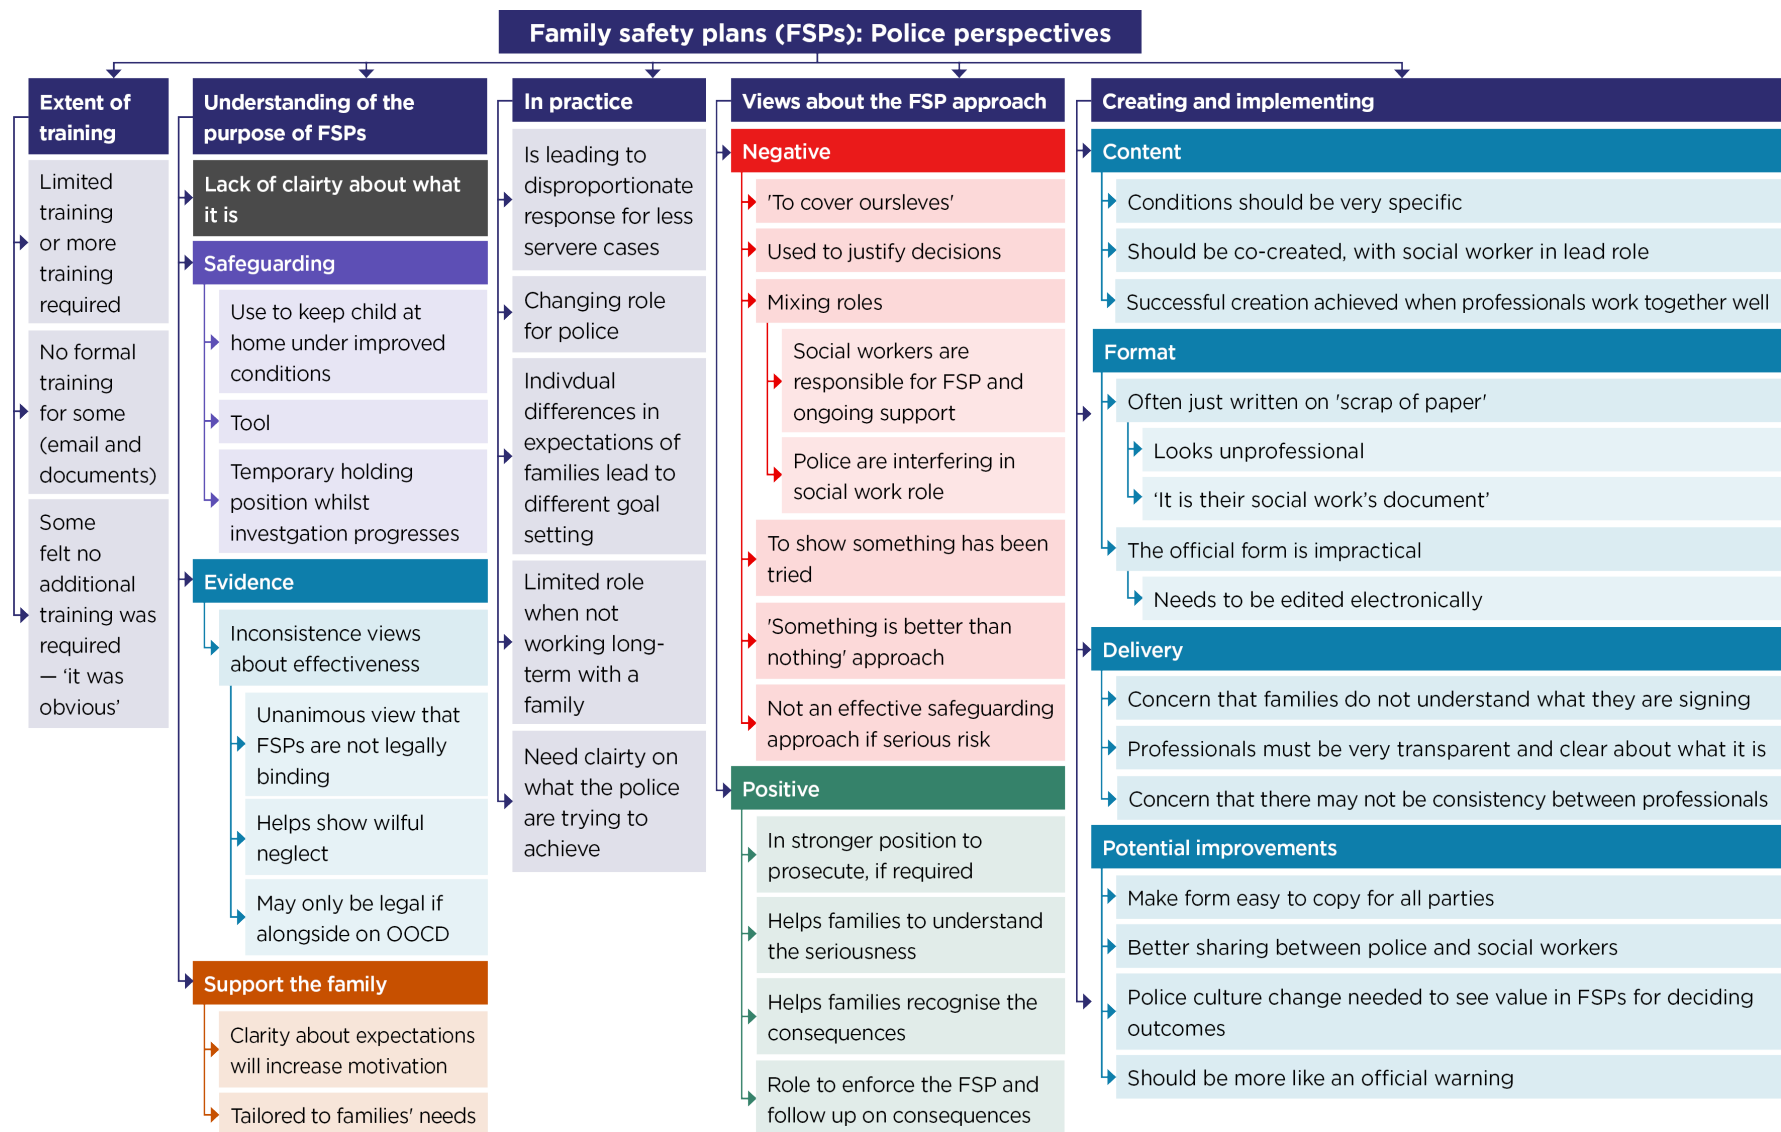 Family safety plans (FSPs): Police perspectives
Extent of
training
Limited
training
or more
training
required
No formal
training
for some
(email and
documents)
Some
felt no
additional
training was
required
— ‘it was
obvious’
Understanding of the
purpose of FSPs
Lack of clairty about what
it is
Safeguarding
Use to keep child at
home under improved
conditions
Tool
Temporary holding
position whilst
investgation progresses
Evidence
Inconsistence views
about effectiveness
Unanimous view that
FSPs are not legally
binding
Helps show wilful
neglect
May only be legal if
alongside on OOCD
Support the family
Clarity about expectations
will increase motivation
Tailored to families' needs
In practice
Is leading to
disproportionate
response for less
servere cases
Changing role
for police
Indivdual
differences in
expectations of
families lead to
different goal
setting
Limited role
when not
working long-
term with a
family
Need clairty on
what the police
are trying to
achieve
Views about the FSP approach
Negative
'To cover oursleves'
Used to justify decisions
Mixing roles
Social workers are
responsible for FSP and
ongoing support
Police are interfering in
social work role
To show something has been
tried
'Something is better than
nothing' approach
Not an effective safeguarding
approach if serious risk
Positive
In stronger position to
prosecute, if required
Helps families to understand
the seriousness
Helps families recognise the
consequences
Role to enforce the FSP and
follow up on consequences
Creating and implementing
Content
Conditions should be very specific
Should be co-created, with social worker in lead role
Successful creation achieved when professionals work together well
Format
Often just written on 'scrap of paper'
Looks unprofessional
‘It is their social work’s document’
The official form is impractical
Needs to be edited electronically
Delivery
Concern that families do not understand what they are signing
Professionals must be very transparent and clear about what it is
Concern that there may not be consistency between professionals
Potential improvements
Make form easy to copy for all parties
Better sharing between police and social workers
Police culture change needed to see value in FSPs for deciding
outcomes
Should be more like an official warning